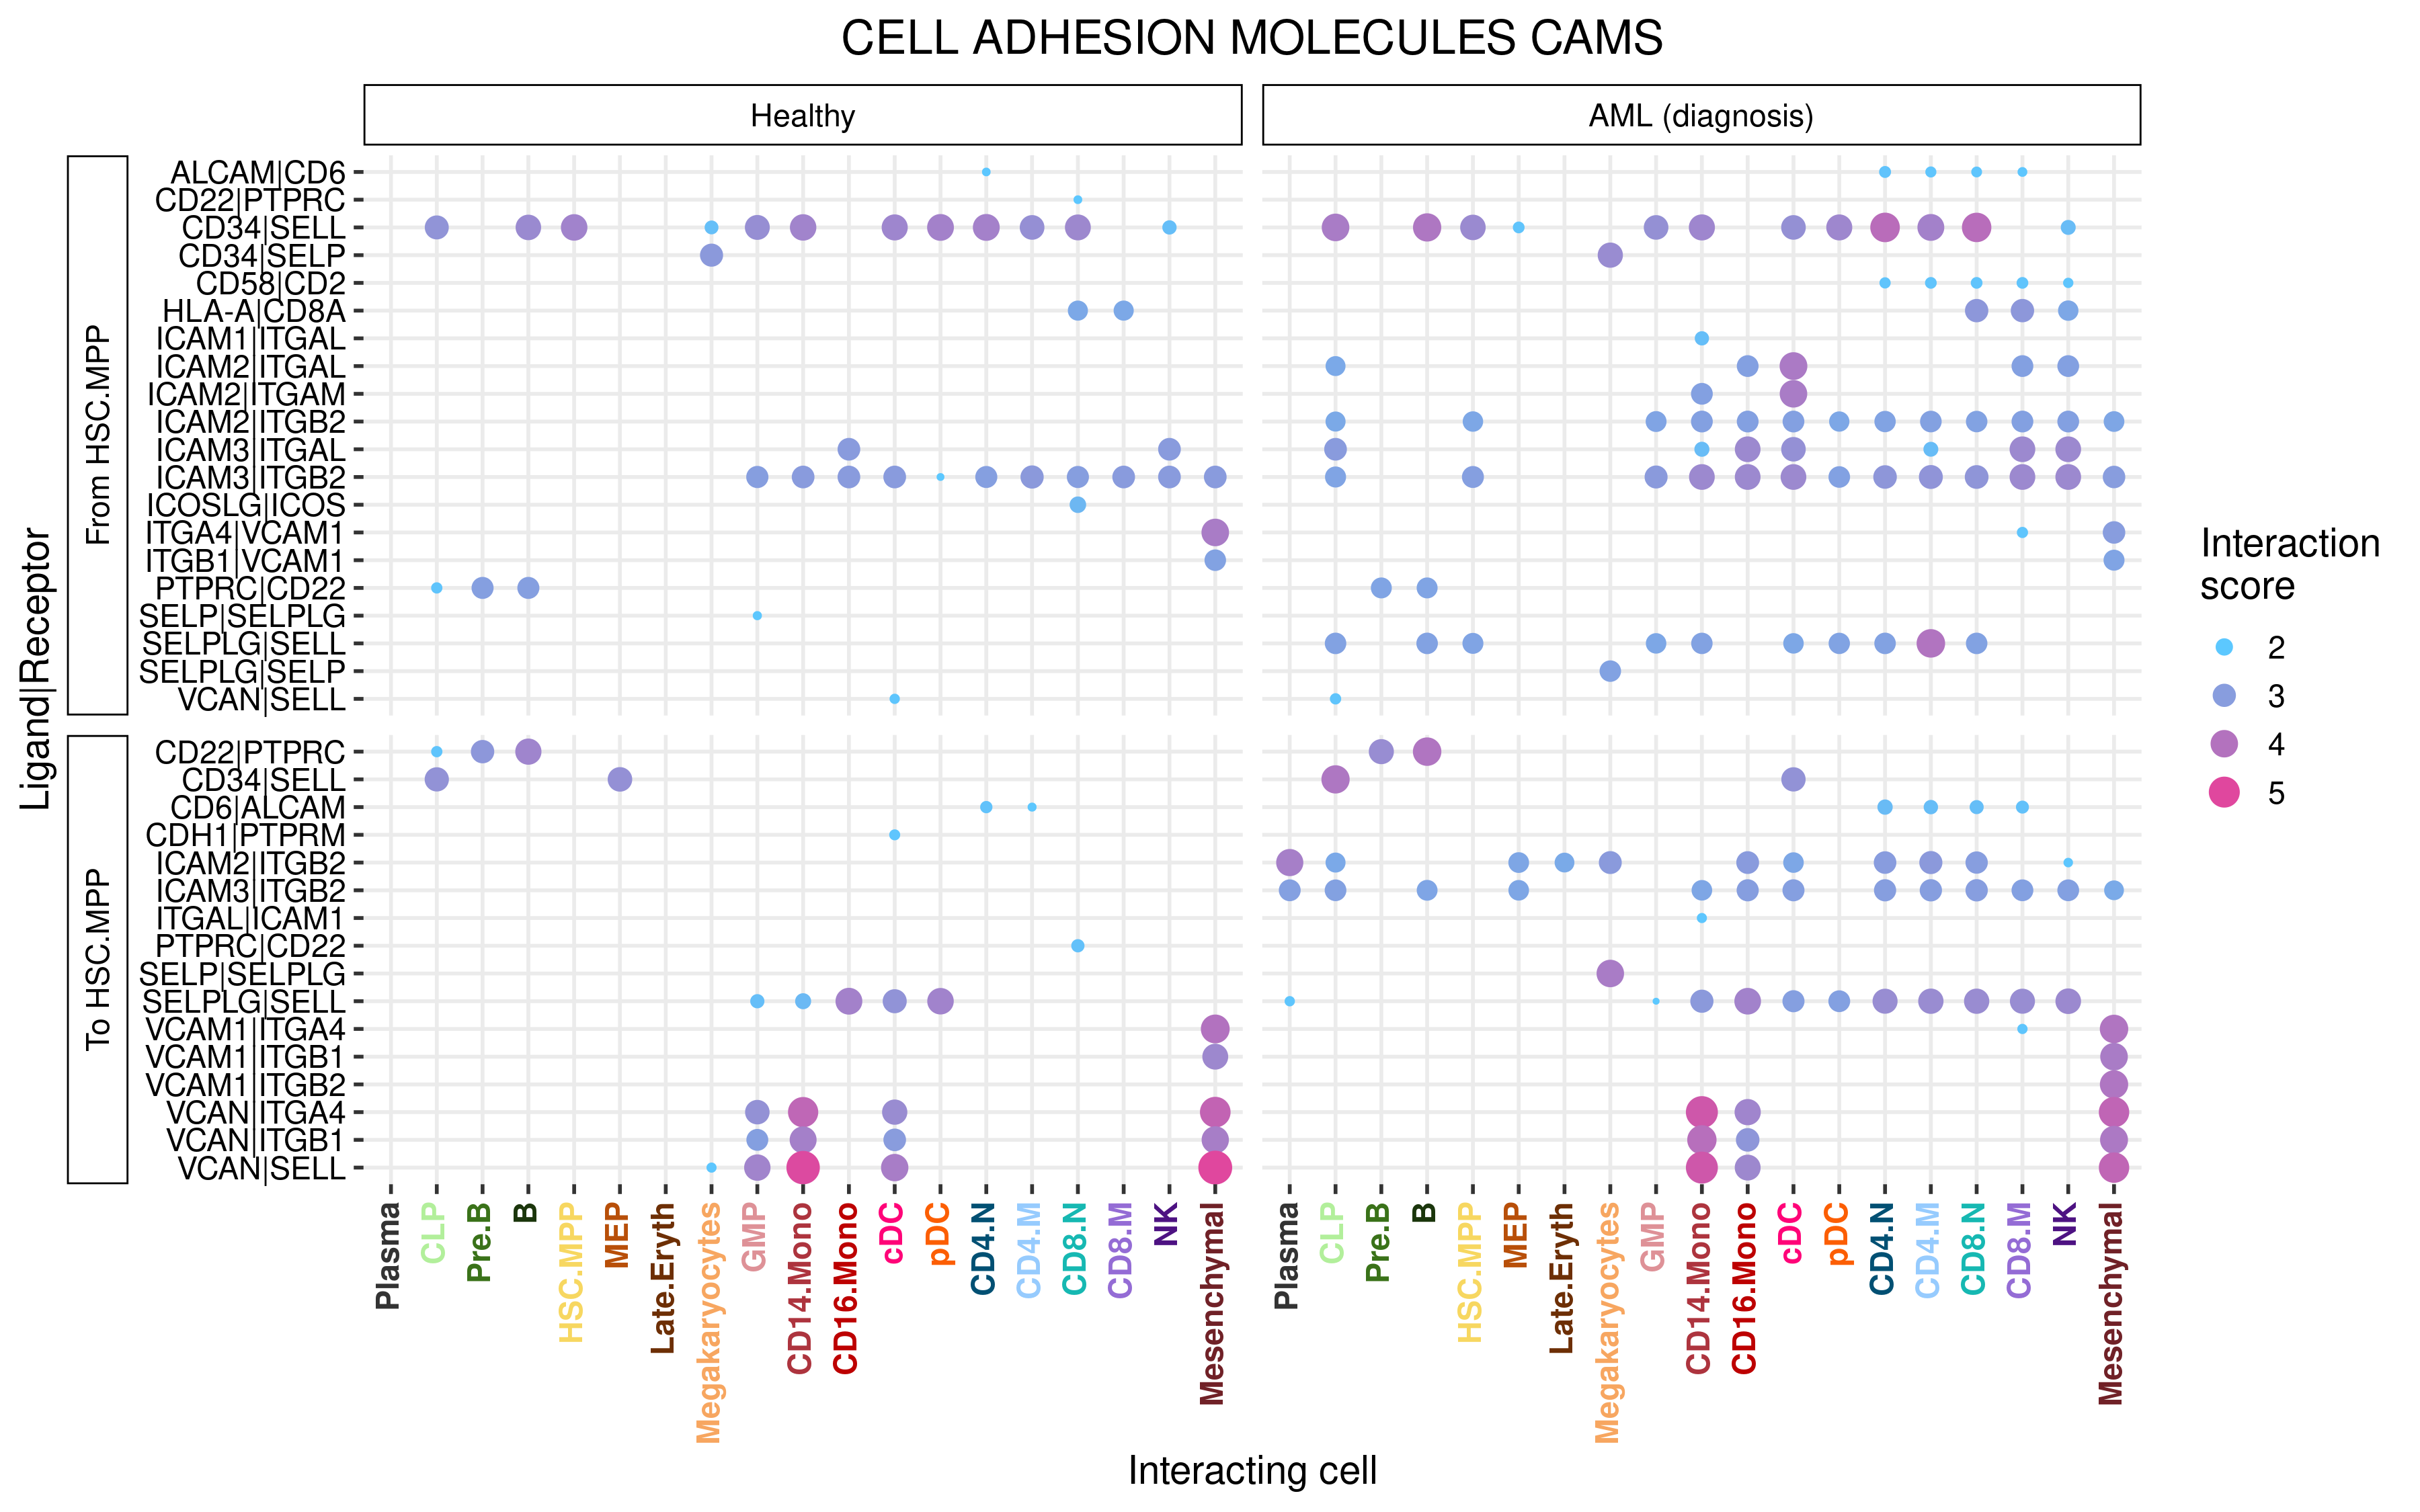 CELL ADHESION MOLECULES CAMS
Healthy
AML (diagnosis)
Ligand|Receptor
From HSC.MPP
ALCAM|CD6
CD22|PTPRC
CD34|SELL
CD34|SELP
CD58|CD2
HLA-A|CD8A
ICAM1|ITGAL
ICAM2|ITGAL
ICAM2|ITGAM
ICAM2|ITGB2
ICAM3|ITGAL
ICAM3|ITGB2
ICOSLG|ICOS
ITGA4|VCAM1
ITGB1|VCAM1
PTPRC|CD22
SELP|SELPLG
SELPLG|SELL
SELPLG|SELP
VCAN|SELL
To HSC.MPP
CD22|PTPRC
CD34|SELL
CD6|ALCAM
CDH1|PTPRM
ICAM2|ITGB2
ICAM3|ITGB2
ITGAL|ICAM1
PTPRC|CD22
SELP|SELPLG
SELPLG|SELL
VCAM1|ITGA4
VCAM1|ITGB1
VCAM1|ITGB2
VCAN|ITGA4
VCAN|ITGB1
VCAN|SELL
Plasma
CLP
Pre.B
B
HSC.MPP
MEP
Late.Eryth
Megakaryocytes
GMP
CD14.Mono
CD16.Mono
cDC
pDC
CD4.N
CD4.M
CD8.N
CD8.M
NK
Mesenchymal
Plasma
CLP
Pre.B
B
HSC.MPP
MEP
Late.Eryth
Megakaryocytes
GMP
CD14.Mono
CD16.Mono
cDC
pDC
CD4.N
CD4.M
CD8.N
CD8.M
NK
Mesenchymal
Interacting cell
Interaction
score
2
3
4
5